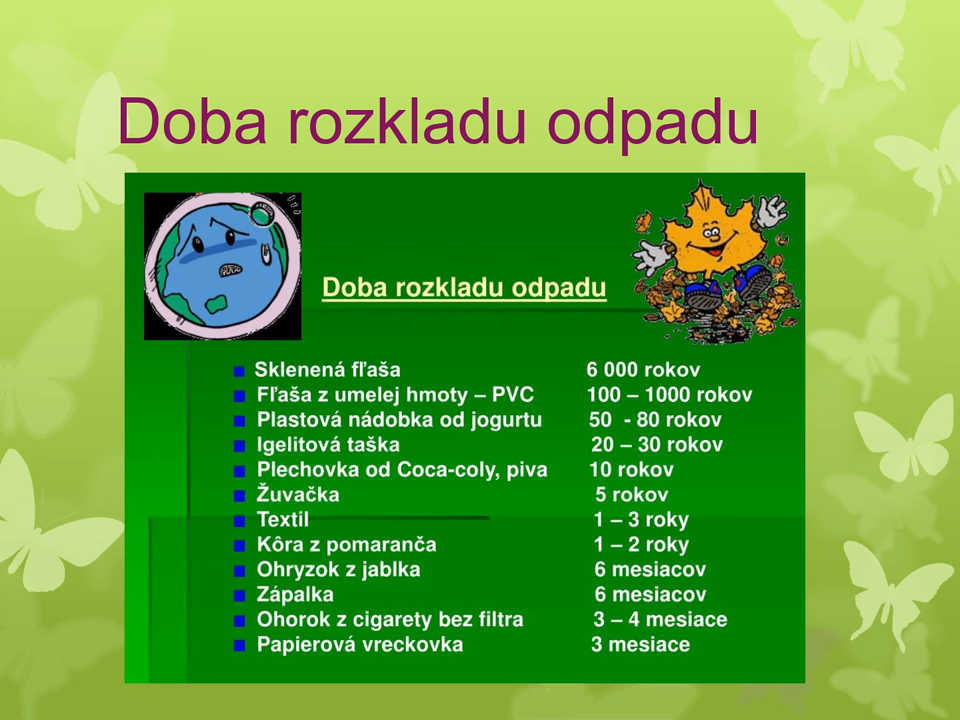 Doba rozkladu odpadu
Doba rozkladu odpadu
Sklenená fľaša 6 000 rokov
Fľaša z umelej hmoty – PVC 100 – 1000 rokov
Plastová nádobka od jogurtu 50 - 80 rokov
Igelitová taška 20 – 30 rokov
Plechovka od Coca-coly, piva 10 rokov
Žuvačka 5 rokov
Textil 1 – 3 roky
Kôra z pomaranča 1 – 2 roky
Ohryzok z jablka 6 mesiacov
Zápalka 6 mesiacov
Ohorok z cigarety bez filtra 3 – 4 mesiace
Papierová vreckovka 3 mesiace